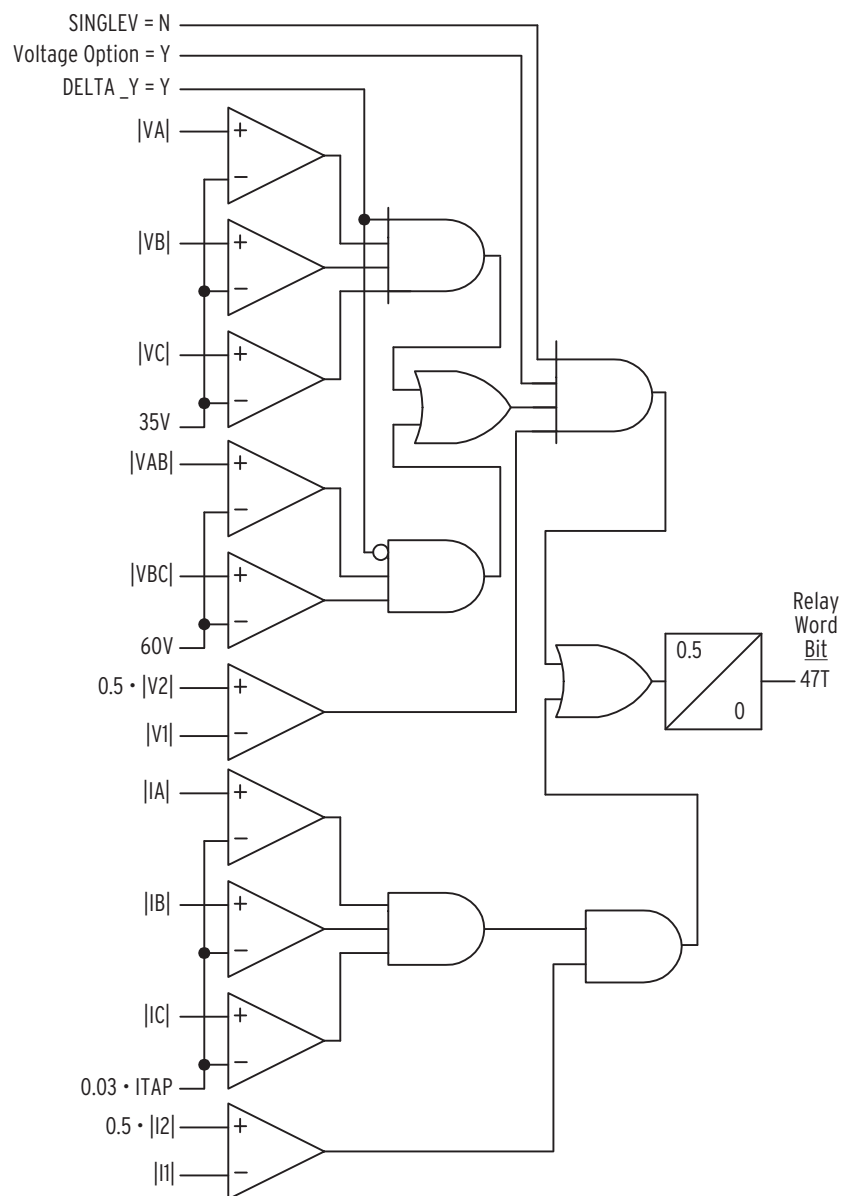 SINGLEV = N
Voltage Option = Y
DELTA _Y = Y
|VA|
+
−
|VB|
+
−
|VC|
+
−
35V
|VAB|
+
−
|VBC|
+
−
60V
0.5 • |V2|
+
|V1|
−
Relay
Word
Bit
47T
0.5
0
|IA|
+
−
|IB|
+
−
|IC|
+
−
0.03 • ITAP
0.5 • |I2|
+
|I1|
−